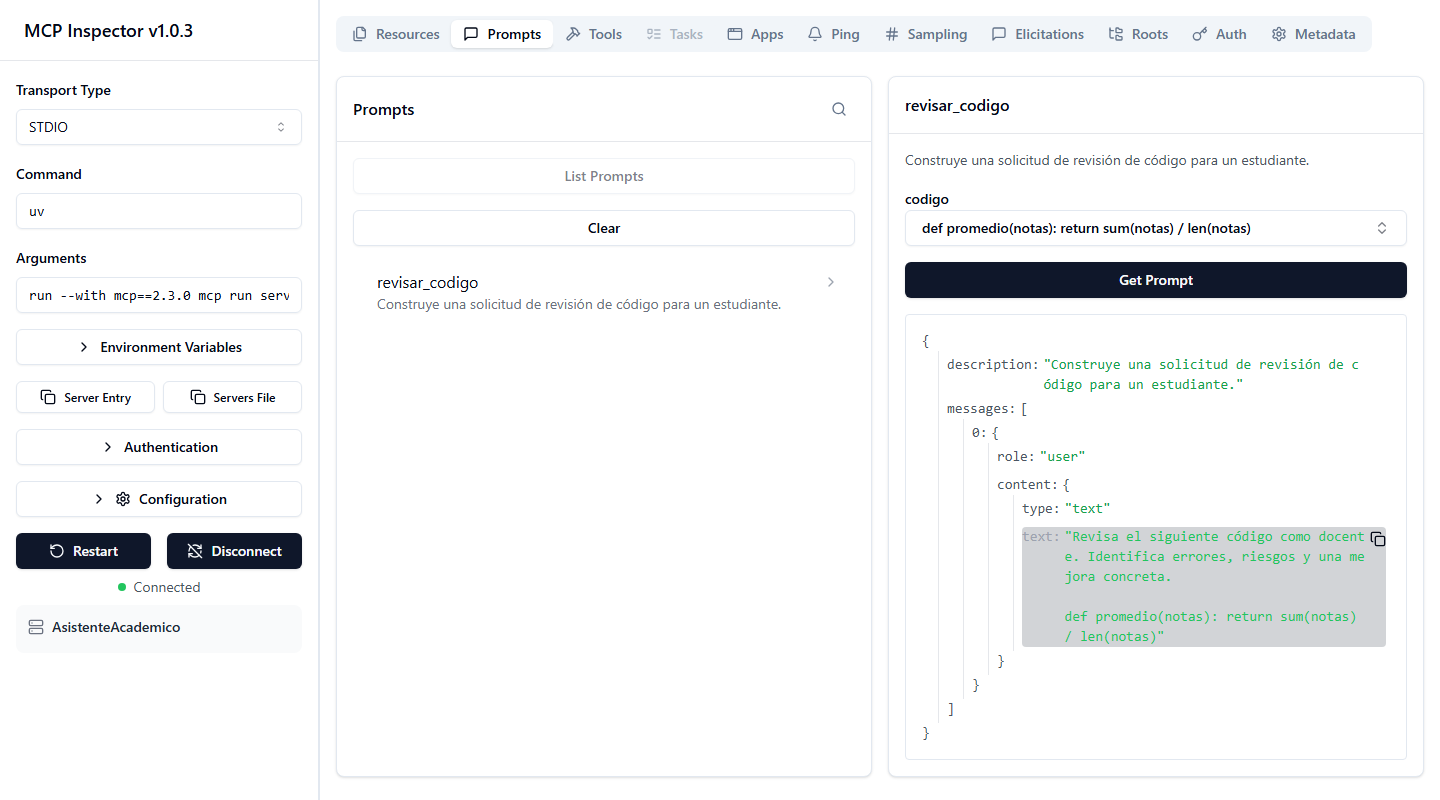 MCP Inspector v1.0.3
Transport Type
STDIO
Command
uv
Arguments
run --with mcp==2.3.0 mcp run serv
Environment Variables
Server Entry
Servers File
Authentication
Configuration
Restart
Disconnect
Connected
AsistenteAcademico
Resources
Prompts
Tools
Tasks
Apps
Ping
Sampling
Elicitations
Roots
Auth
Metadata
Prompts
List Prompts
Clear
revisar_codigo
Construye una solicitud de revisión de código para un estudiante.
revisar_codigo
Construye una solicitud de revisión de código para un estudiante.
codigo
def promedio(notas): return sum(notas) / len(notas)
Get Prompt
{
description: "Construye una solicitud de revisión de c
ódigo para un estudiante."
messages: [
0: {
role: "user"
content: {
type: "text"
text: "Revisa el siguiente código como docent
e. Identifica errores, riesgos y una me
jora concreta.
def promedio(notas): return sum(notas)
/ len(notas)"
}
}
]
}